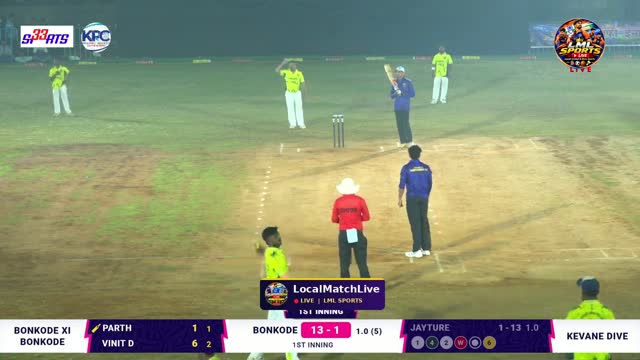 33
SPORTS
KPC
LML
SPORTS
LIVE
LIVE
LocalMatchLive
LIVE | LML SPORTS
1ST INNING
BONKODE XI
BONKODE
PARTH 1 1
VINIT D 6 2
BONKODE 13 - 1 1.0 (5)
1ST INNING
JAYTURE 1 - 13 1.0
1 4 2 W 6
KEVANE DIVE